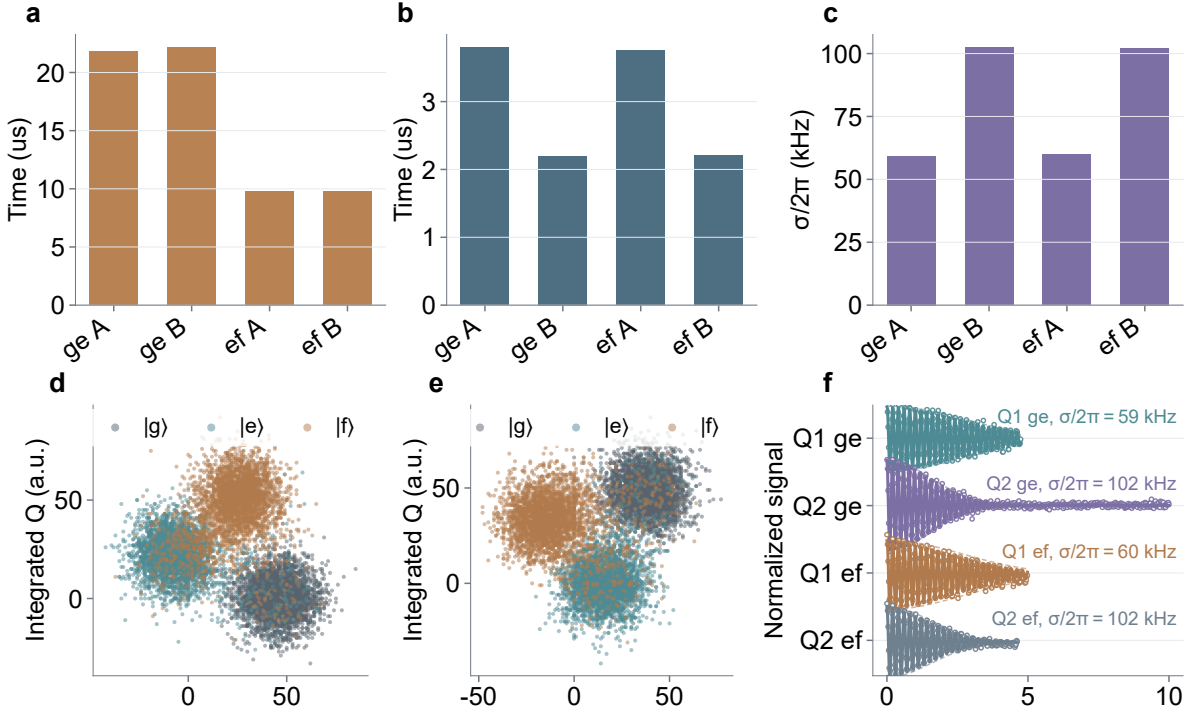 a
Time (us)
20
10
5
0
ge A
ge B
ef A
ef B
b
Time (us)
3
2
1
0
ge A
ge B
ef A
ef B
c
σ/2π (kHz)
100
75
50
25
0
ge A
ge B
ef A
ef B
d
Integrated Q (a.u.)
|g⟩ |e⟩ |f⟩
50
0
0 50
e
Integrated Q (a.u.)
|g⟩ |e⟩ |f⟩
50
0
-50 0 50
f
Normalized signal
Q1 ge
Q2 ge
Q1 ef
Q2 ef
Q1 ge, σ/2π = 59 kHz
Q2 ge, σ/2π = 102 kHz
Q1 ef, σ/2π = 60 kHz
Q2 ef, σ/2π = 102 kHz
0 5 10